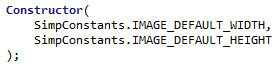 Constructor(
    SimpConstants.IMAGE_DEFAULT_WIDTH,
    SimpConstants.IMAGE_DEFAULT_HEIGHT
);